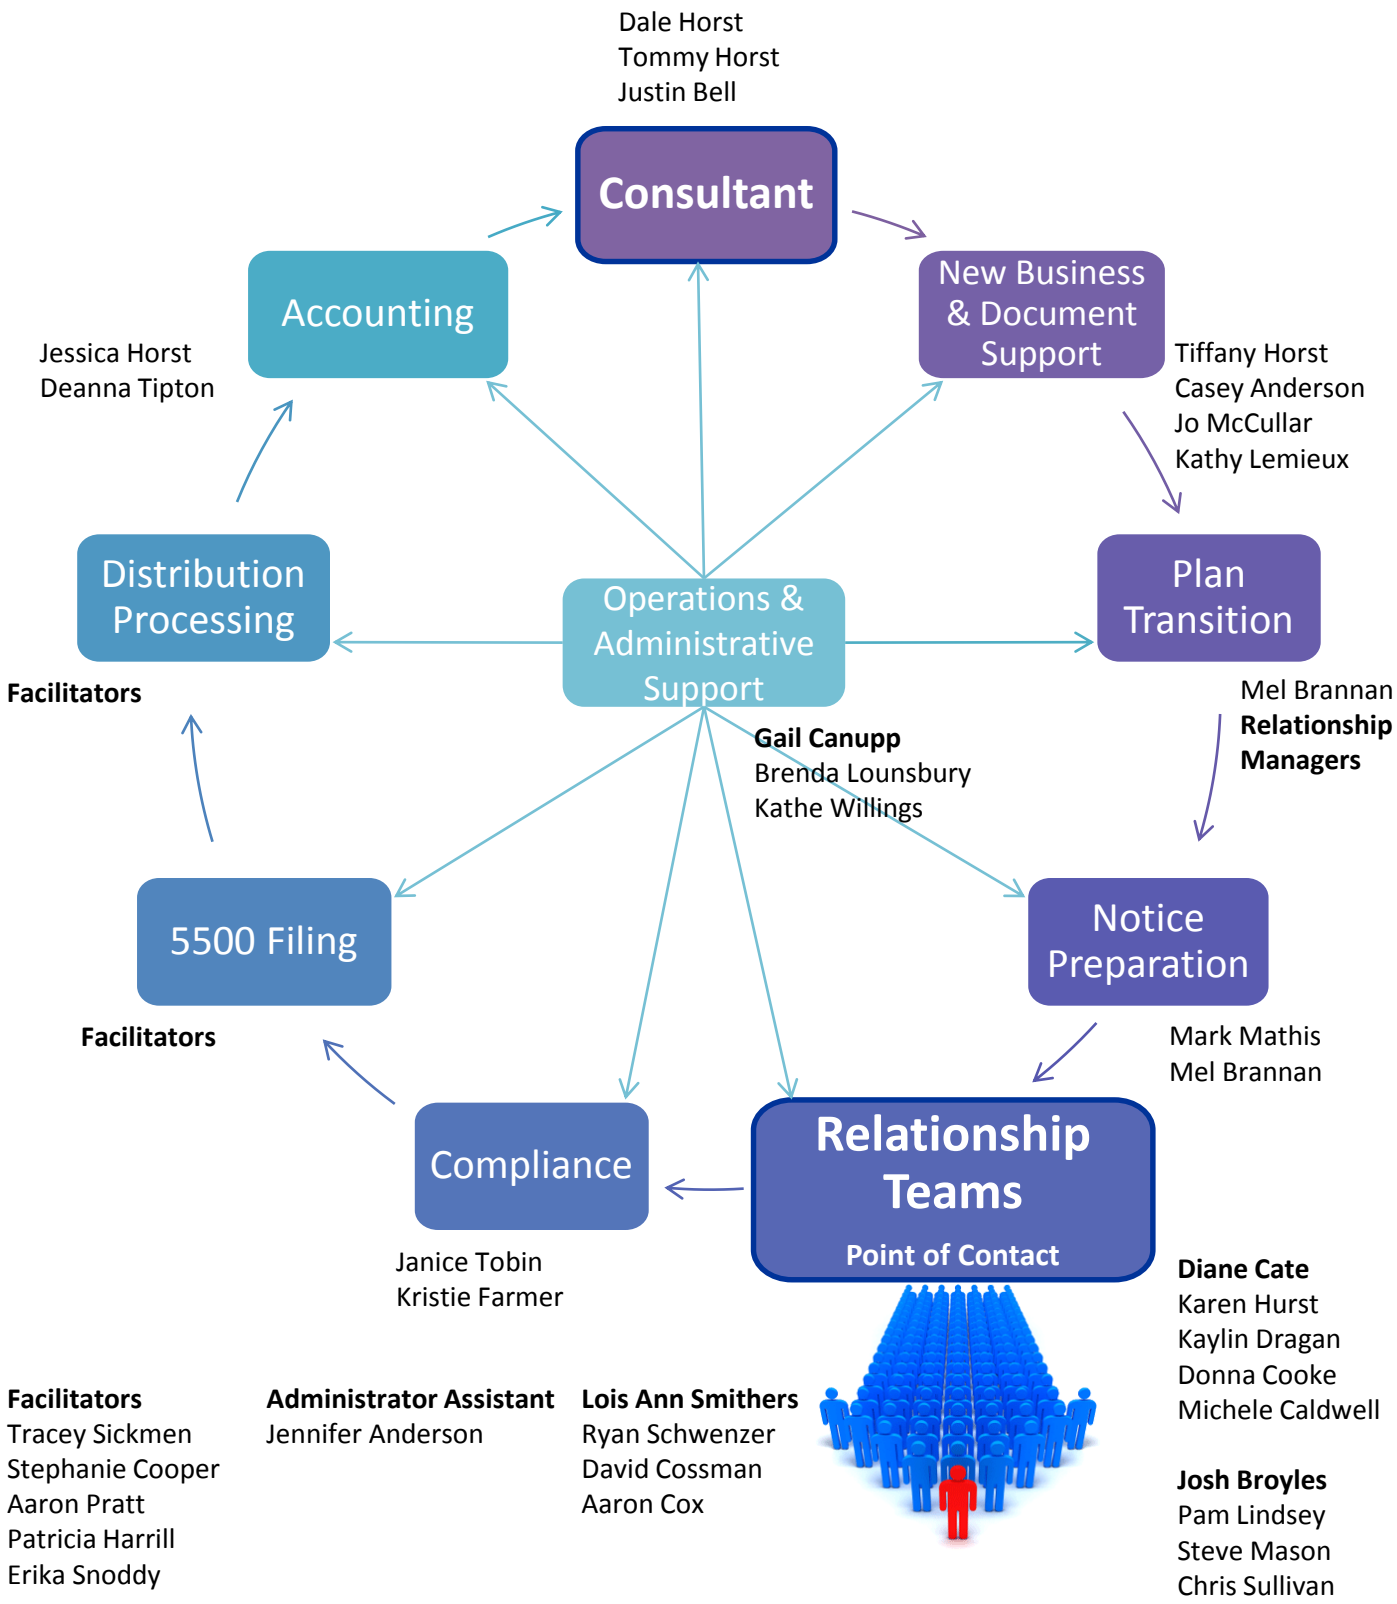 Dale Horst
Tommy Horst
Justin Bell
Consultant
New Business
& Document
Support
Tiffany Horst
Casey Anderson
Jo McCullar
Kathy Lemieux
Accounting
Jessica Horst
Deanna Tipton
Distribution
Processing
Facilitators
Operations &
Administrative
Support
Gail Canupp
Brenda Lounsbury
Kathe Willings
Plan
Transition
Mel Brannan
Relationship
Managers
5500 Filing
Facilitators
Notice
Preparation
Mark Mathis
Mel Brannan
Compliance
Janice Tobin
Kristie Farmer
Relationship
Teams
Point of Contact
Diane Cate
Karen Hurst
Kaylin Dragan
Donna Cooke
Michele Caldwell
Josh Broyles
Pam Lindsey
Steve Mason
Chris Sullivan
Facilitators
Tracey Sickmen
Stephanie Cooper
Aaron Pratt
Patricia Harrill
Erika Snoddy
Administrator Assistant
Jennifer Anderson
Lois Ann Smithers
Ryan Schwenzer
David Cossman
Aaron Cox